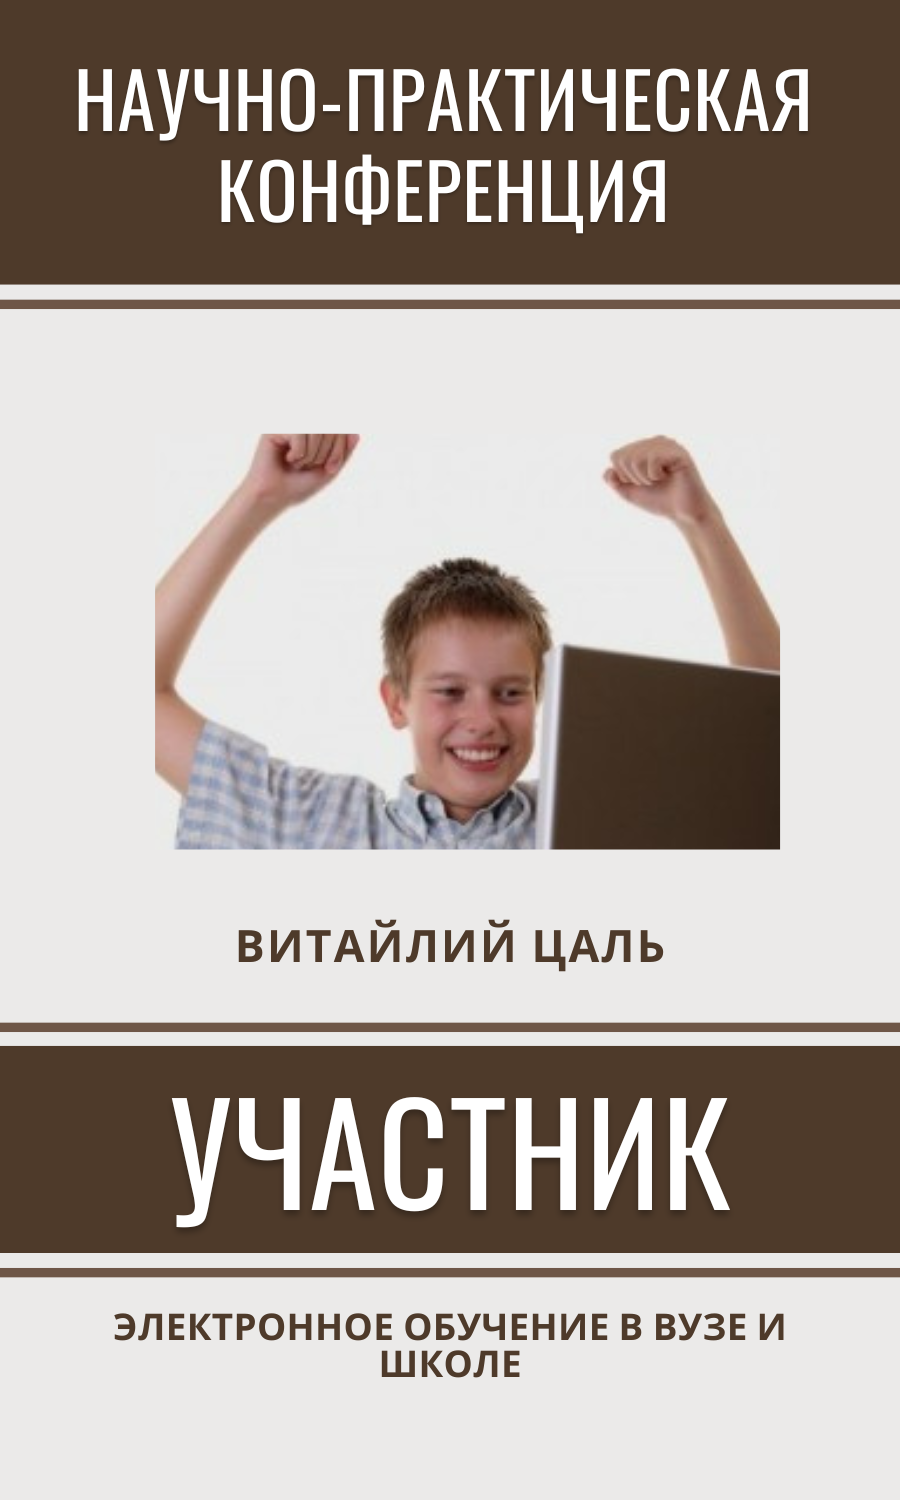 НАУЧНО-ПРАКТИЧЕСКАЯ
КОНФЕРЕНЦИЯ
ВИТАЙЛИЙ ЦАЛЬ
УЧАСТНИК
ЭЛЕКТРОННОЕ ОБУЧЕНИЕ В ВУЗЕ И
ШКОЛЕ